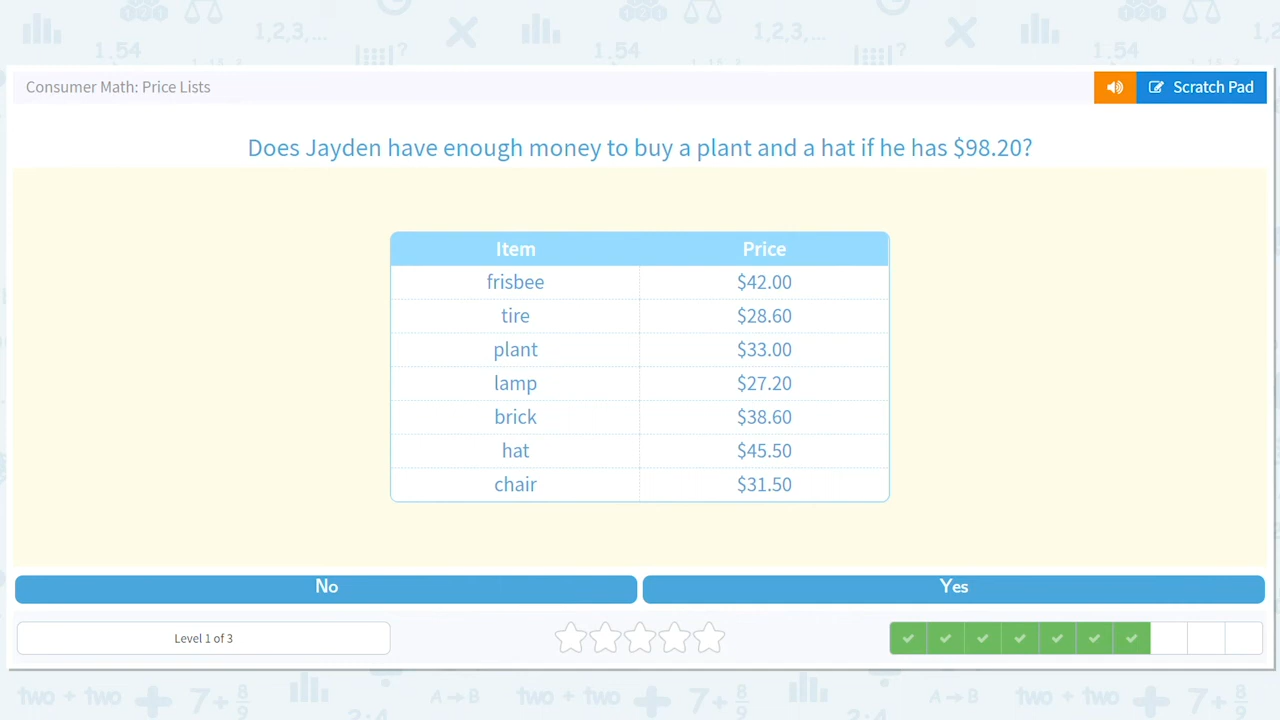 Consumer Math: Price Lists
Scratch Pad
Does Jayden have enough money to buy a plant and a hat if he has $98.20?
Item Price
frisbee $42.00
tire $28.60
plant $33.00
lamp $27.20
brick $38.60
hat $45.50
chair $31.50
No Yes
Level 1 of 3